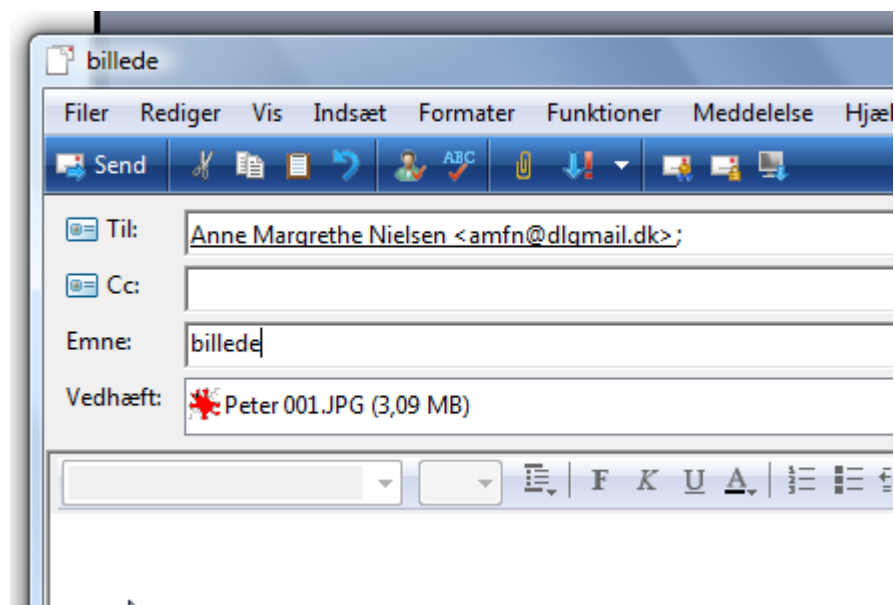 billede
Filer Rediger Vis Indsæt Formater Funktioner Meddelelse
Send ABC
Til: Anne Margrethe Nielsen <amfn@dlgmail.dk>;
Cc:
Emne: billede
Vedhæft: Peter 001.JPG (3,09 MB)
F K U A